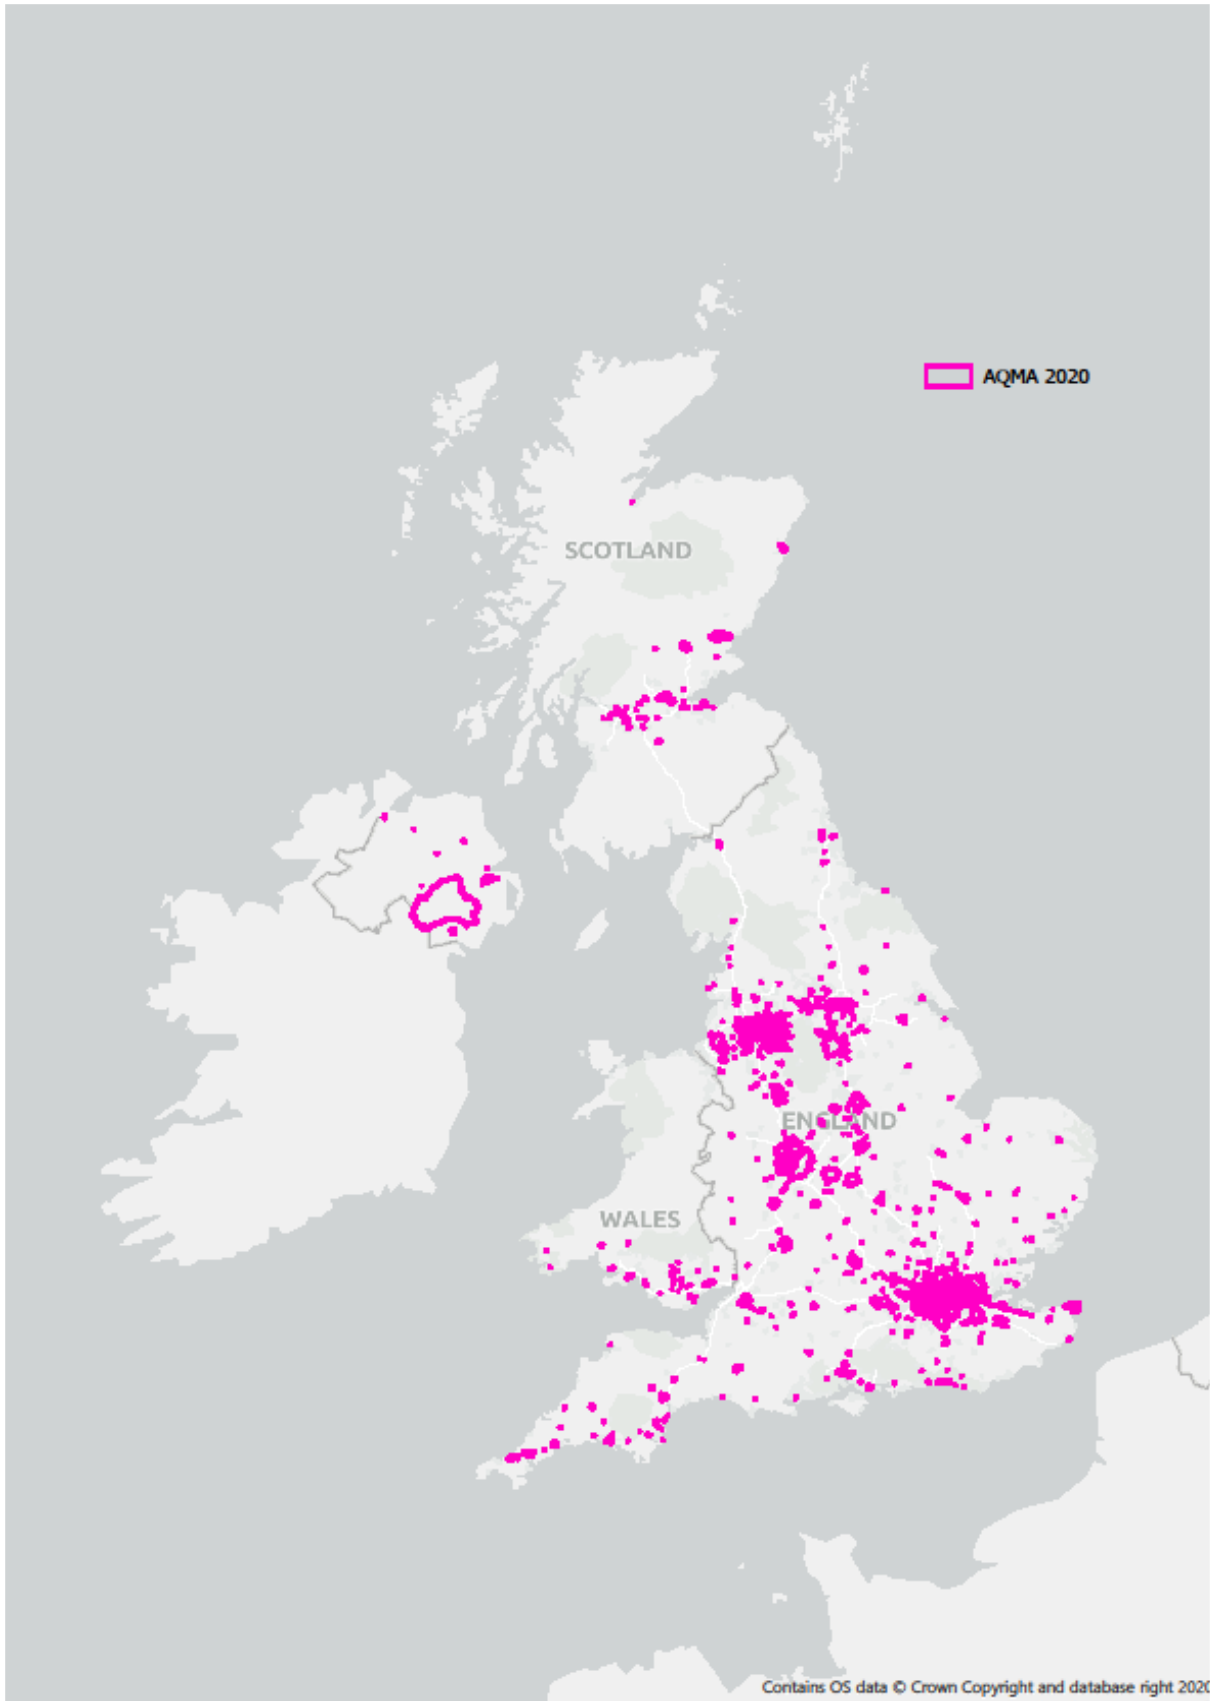 AQMA 2020
SCOTLAND
ENGLAND
WALES
Contains OS data © Crown Copyright and database right 2020